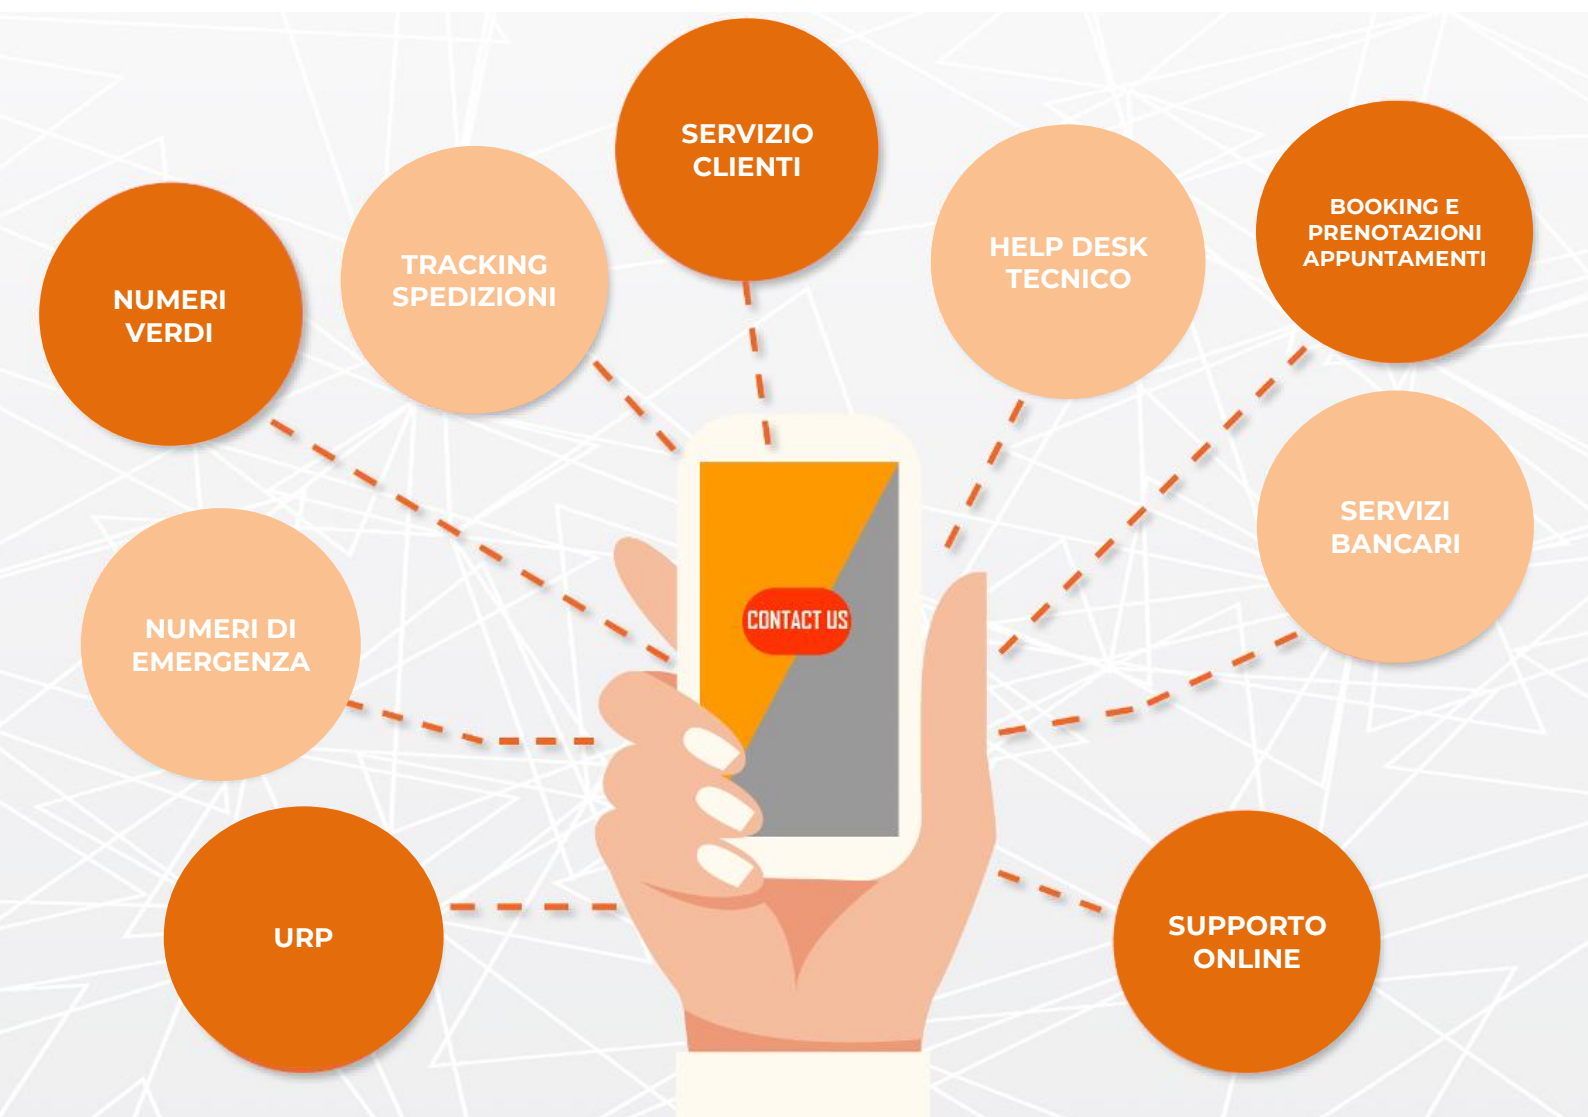 SERVIZIO
CLIENTI
BOOKING E
PRENOTAZIONI
APPUNTAMENTI
HELP DESK
TECNICO
TRACKING
SPEDIZIONI
NUMERI
VERDI
SERVIZI
BANCARI
CONTACT US
NUMERI DI
EMERGENZA
URP
SUPPORTO
ONLINE